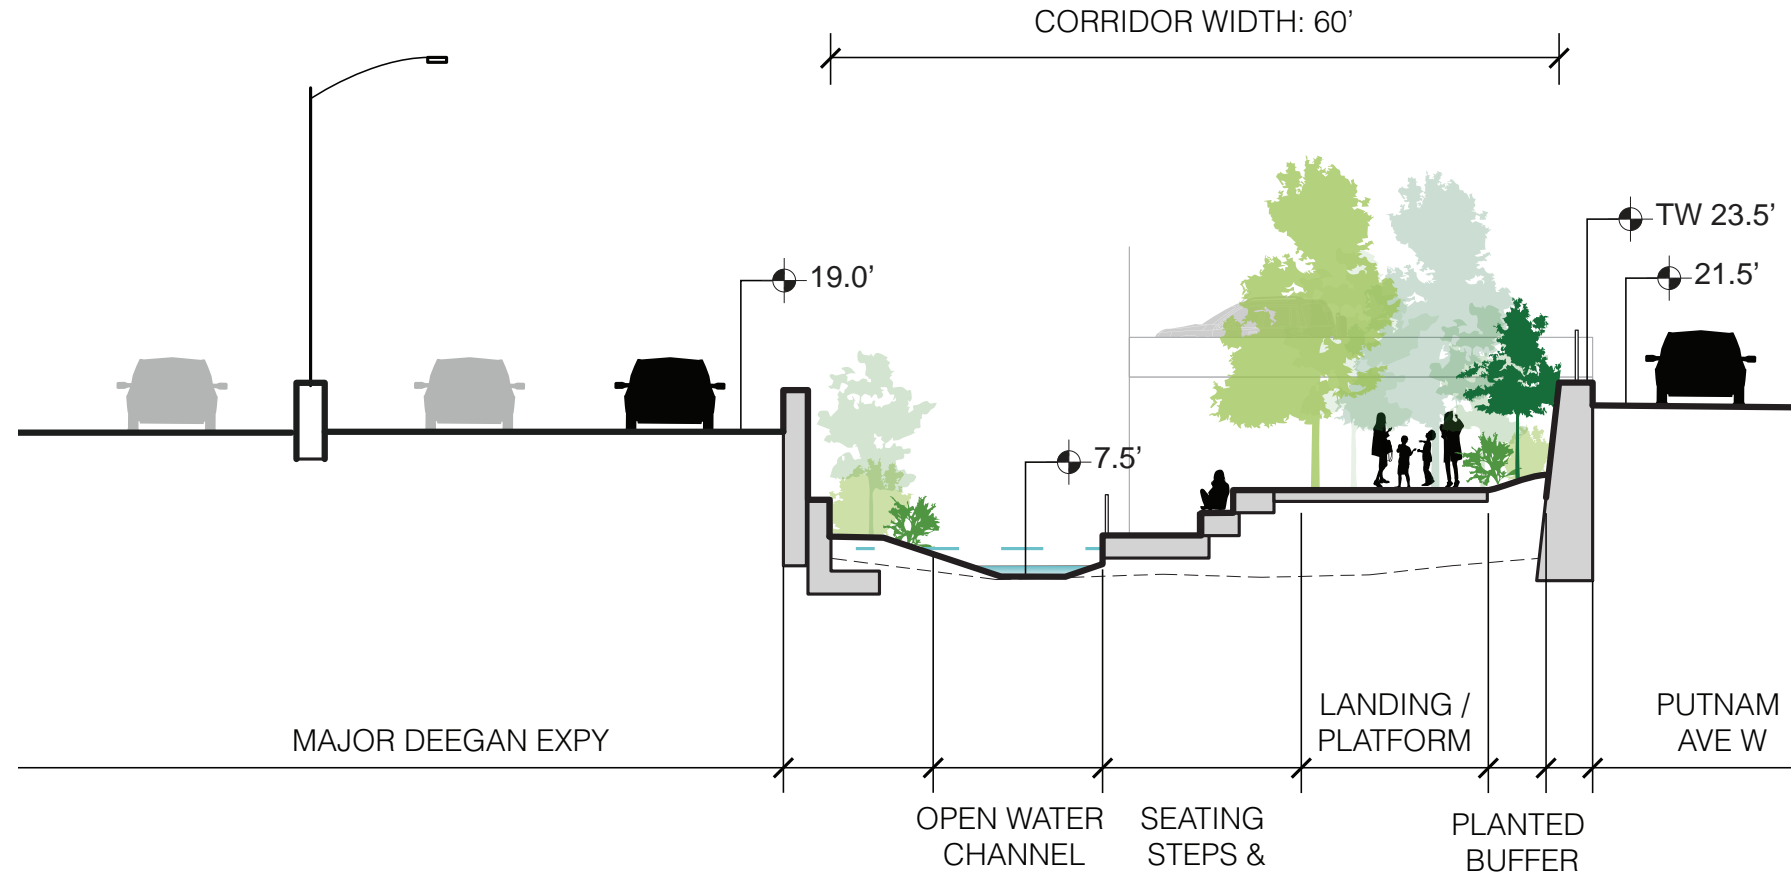 CORRIDOR WIDTH: 60’
TW 23.5’
19.0’
21.5’
7.5’
MAJOR DEEGAN EXPY
LANDING /
PLATFORM
PUTNAM
AVE W
OPEN WATER
CHANNEL
SEATING
STEPS &
PLANTED
BUFFER